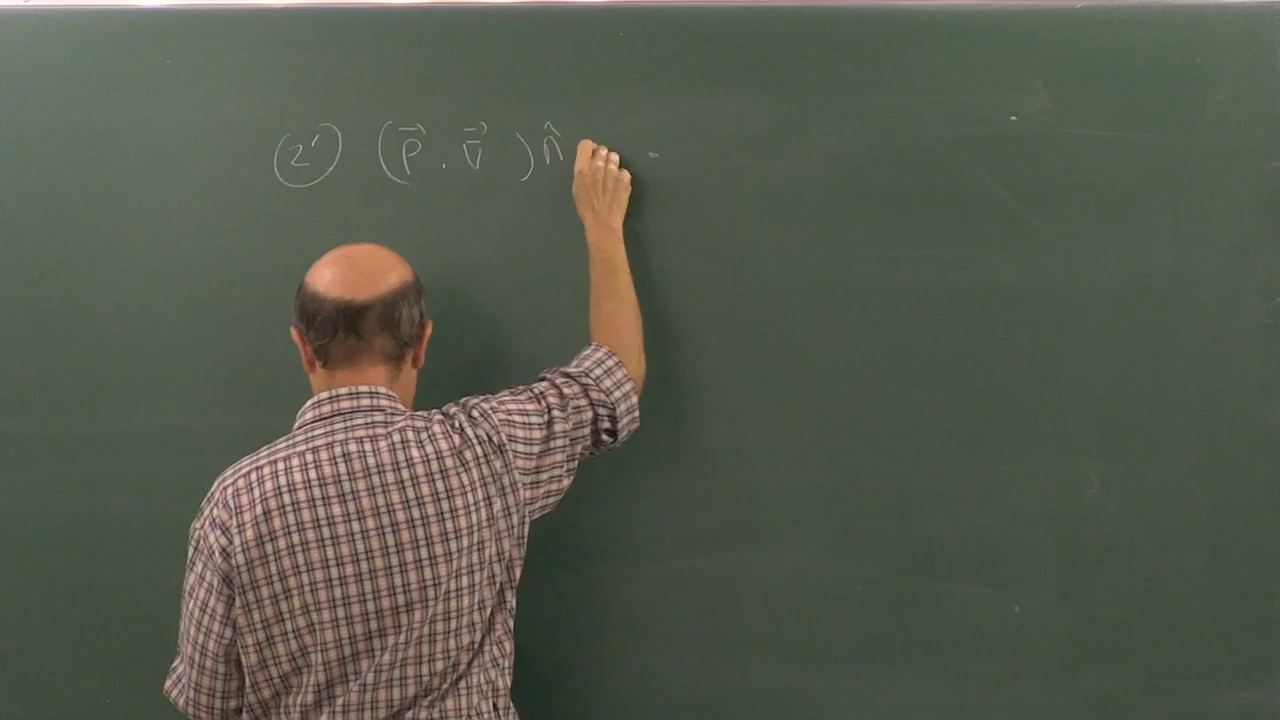 (2') (p⃗ . v⃗ ) n̂